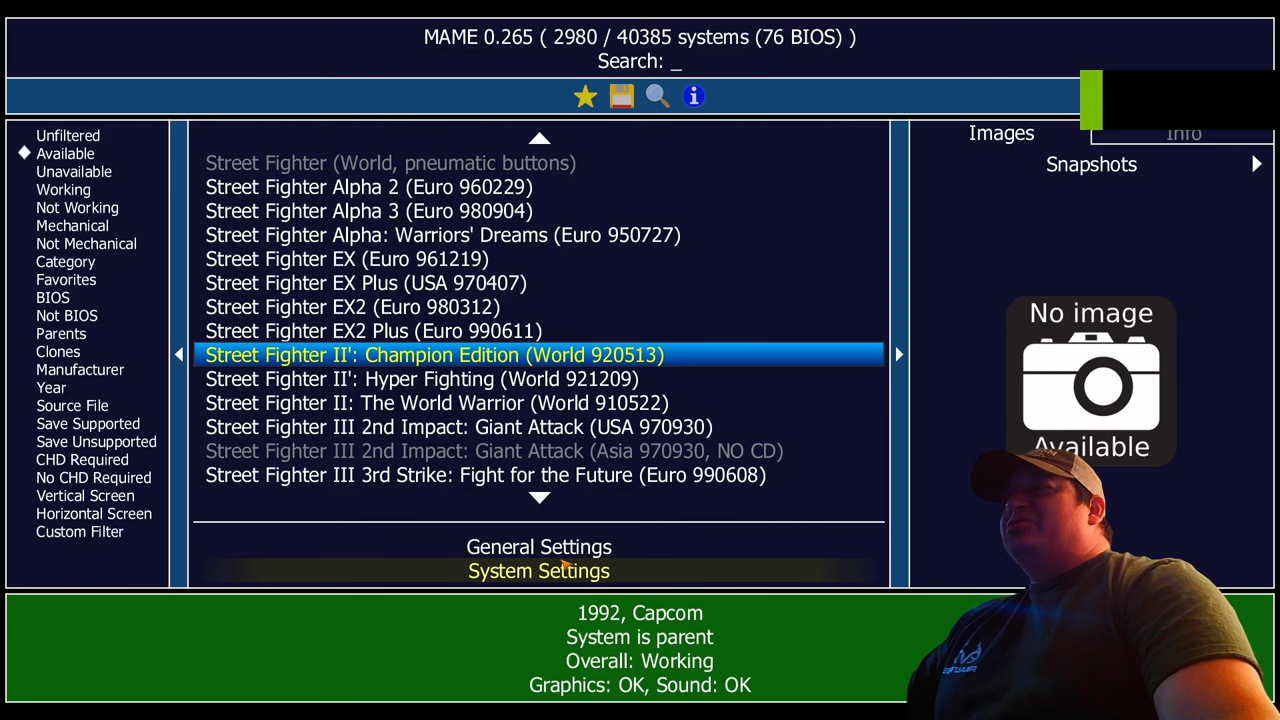 MAME 0.265 ( 2980 / 40385 systems (76 BIOS) )
Search: _
Unfiltered
Available
Unavailable
Working
Not Working
Mechanical
Not Mechanical
Category
Favorites
BIOS
Not BIOS
Parents
Clones
Manufacturer
Year
Source File
Save Supported
Save Unsupported
CHD Required
No CHD Required
Vertical Screen
Horizontal Screen
Custom Filter
Street Fighter (World, pneumatic buttons)
Street Fighter Alpha 2 (Euro 960229)
Street Fighter Alpha 3 (Euro 980904)
Street Fighter Alpha: Warriors' Dreams (Euro 950727)
Street Fighter EX (Euro 961219)
Street Fighter EX Plus (USA 970407)
Street Fighter EX2 (Euro 980312)
Street Fighter EX2 Plus (Euro 990611)
Street Fighter II': Champion Edition (World 920513)
Street Fighter II': Hyper Fighting (World 921209)
Street Fighter II: The World Warrior (World 910522)
Street Fighter III 2nd Impact: Giant Attack (USA 970930)
Street Fighter III 2nd Impact: Giant Attack (Asia 970930, NO CD)
Street Fighter III 3rd Strike: Fight for the Future (Euro 990608)
General Settings
System Settings
Images Info
Snapshots
No image
Available
1992, Capcom
System is parent
Overall: Working
Graphics: OK, Sound: OK